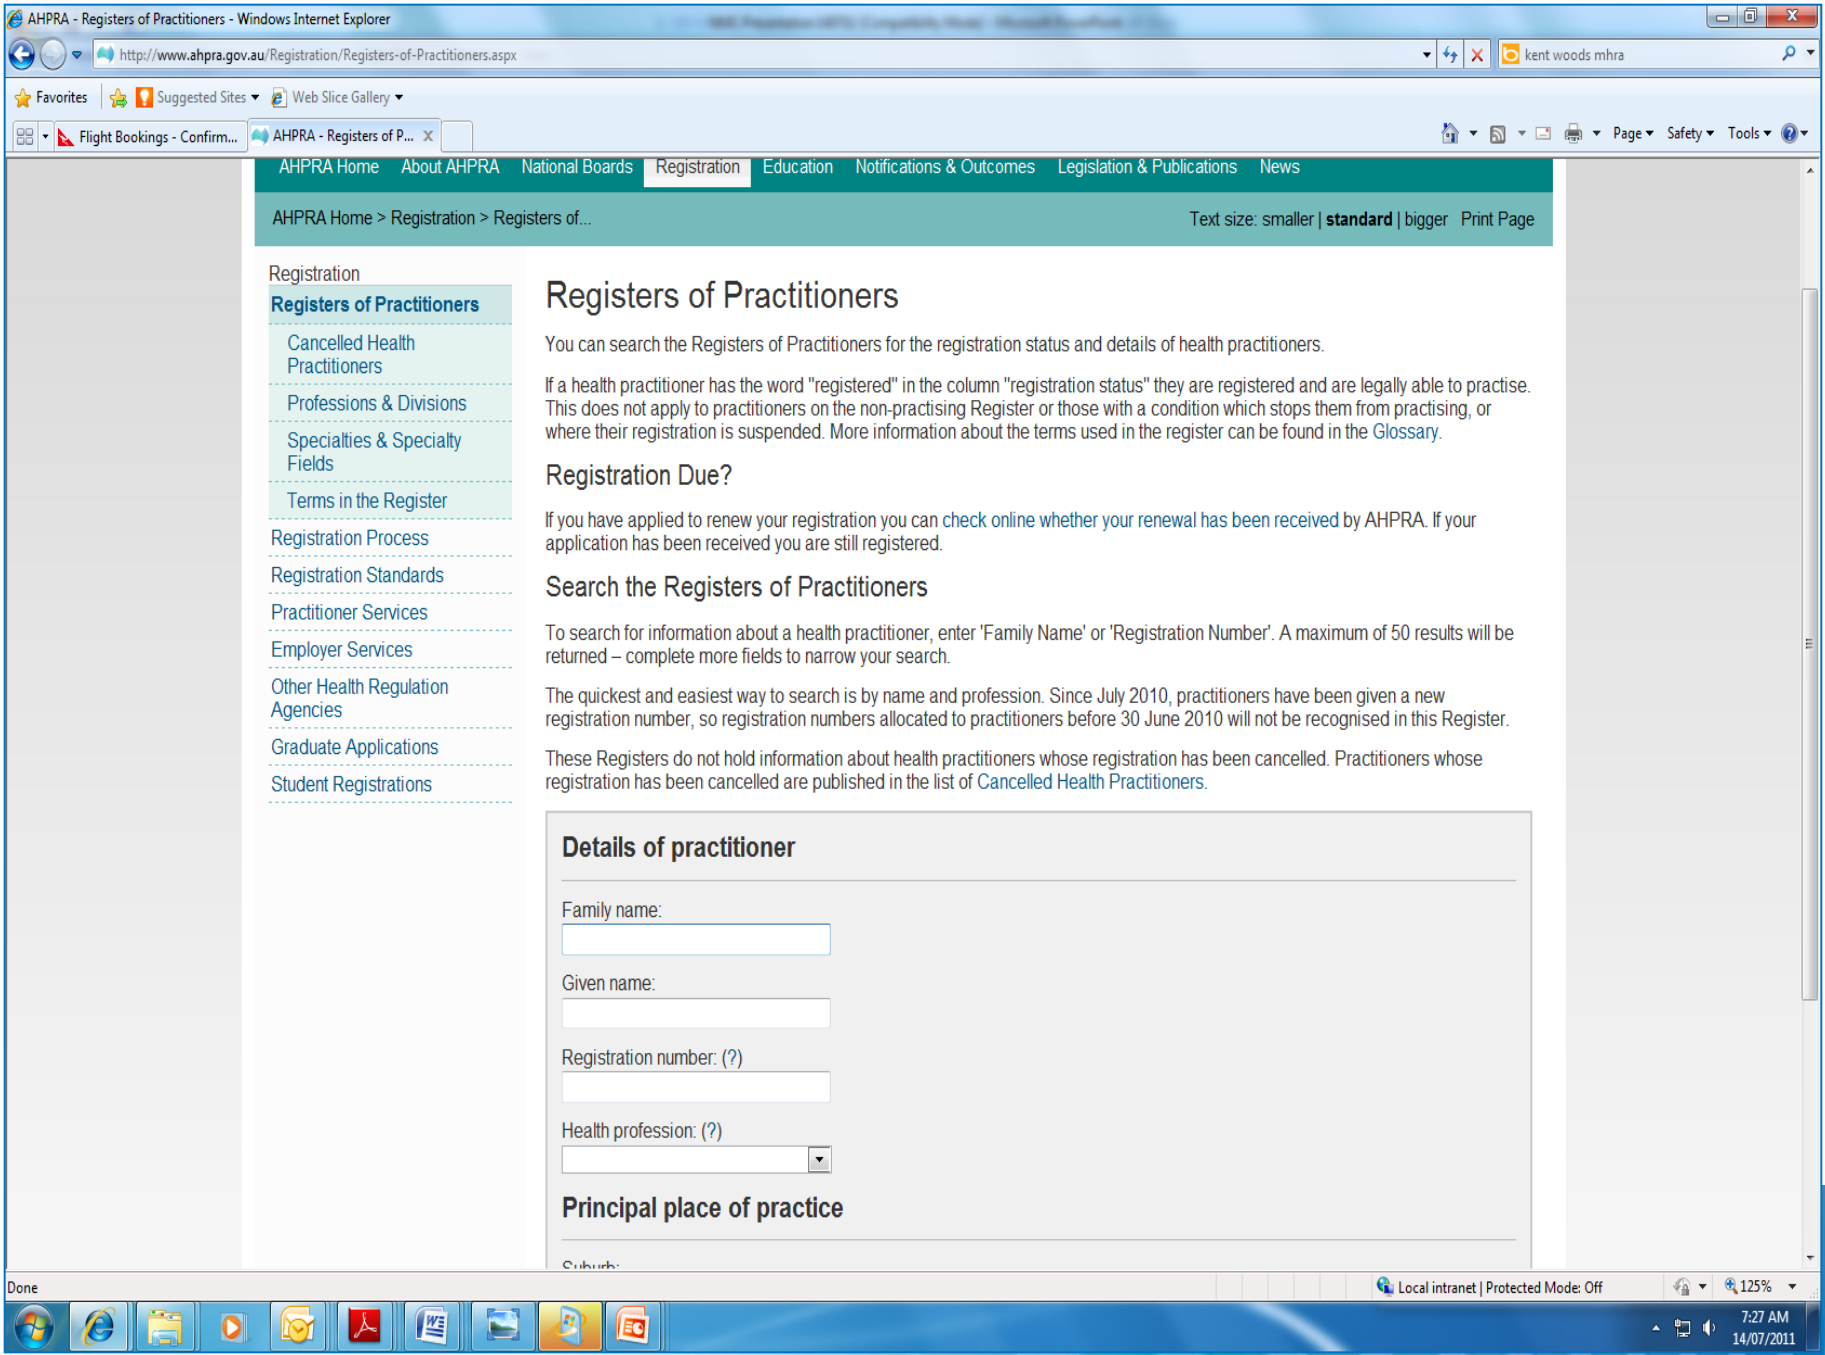 AHPRA - Registers of Practitioners - Windows Internet Explorer
http://www.ahpra.gov.au/Registration/Registers-of-Practitioners.aspx
kent woods mhra
Favorites
Suggested Sites
Web Slice Gallery
Flight Bookings - Confirm...
AHPRA - Registers of P... x
Page
Safety
Tools
AHPRA Home About AHPRA National Boards Registration Education Notifications & Outcomes Legislation & Publications News
AHPRA Home > Registration > Registers of...
Text size: smaller | standard | bigger Print Page
Registration
Registers of Practitioners
Cancelled Health
Practitioners
Professions & Divisions
Specialties & Specialty
Fields
Terms in the Register
Registration Process
Registration Standards
Practitioner Services
Employer Services
Other Health Regulation
Agencies
Graduate Applications
Student Registrations
Registers of Practitioners
You can search the Registers of Practitioners for the registration status and details of health practitioners.
If a health practitioner has the word "registered" in the column "registration status" they are registered and are legally able to practise.
This does not apply to practitioners on the non-practising Register or those with a condition which stops them from practising, or
where their registration is suspended. More information about the terms used in the register can be found in the Glossary.
Registration Due?
If you have applied to renew your registration you can check online whether your renewal has been received by AHPRA. If your
application has been received you are still registered.
Search the Registers of Practitioners
To search for information about a health practitioner, enter 'Family Name' or 'Registration Number'. A maximum of 50 results will be
returned – complete more fields to narrow your search.
The quickest and easiest way to search is by name and profession. Since July 2010, practitioners have been given a new
registration number, so registration numbers allocated to practitioners before 30 June 2010 will not be recognised in this Register.
These Registers do not hold information about health practitioners whose registration has been cancelled. Practitioners whose
registration has been cancelled are published in the list of Cancelled Health Practitioners.
Details of practitioner
Family name:
Given name:
Registration number: (?)
Health profession: (?)
Principal place of practice
Suburb:
Done
Local intranet | Protected Mode: Off
125%
7:27 AM
14/07/2011